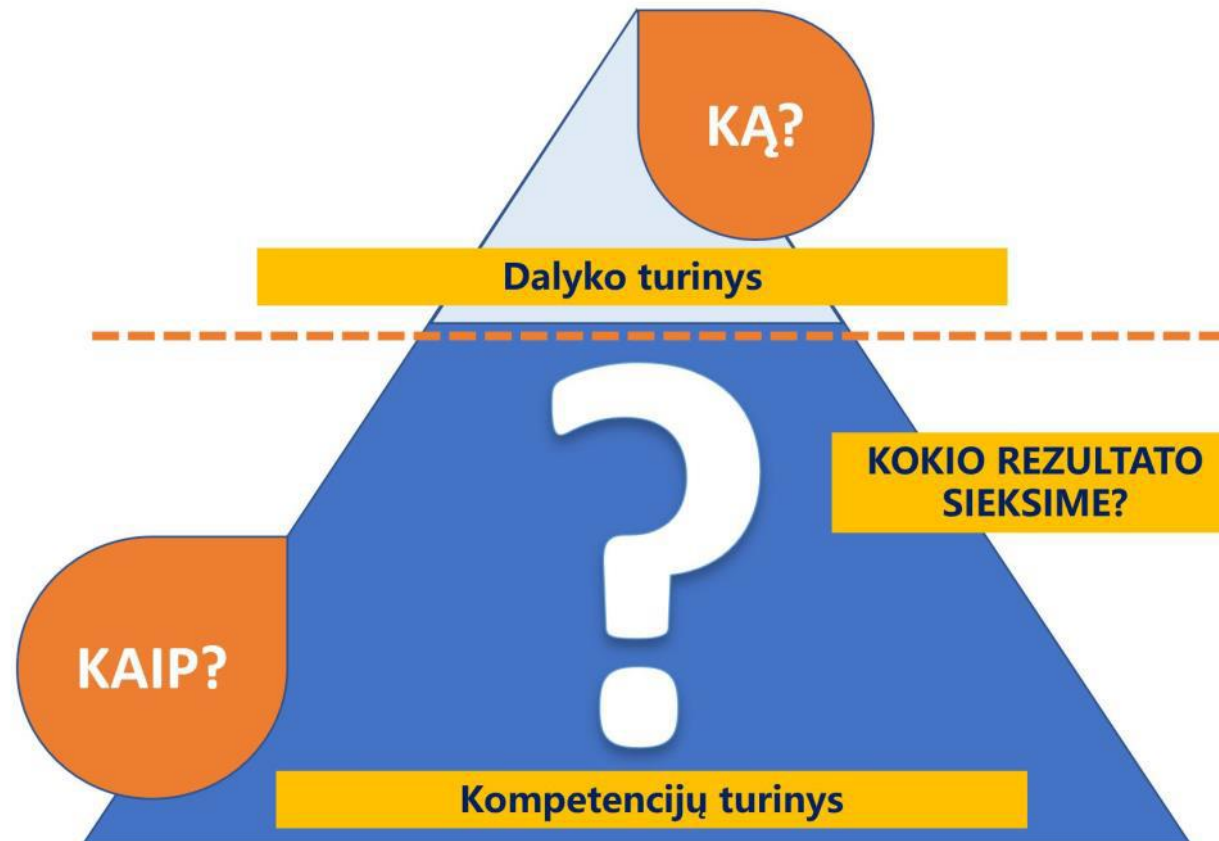 KĄ?
Dalyko turinys
?
KOKIO REZULTATO
SIEKSIME?
KAIP?
Kompetencijų turinys